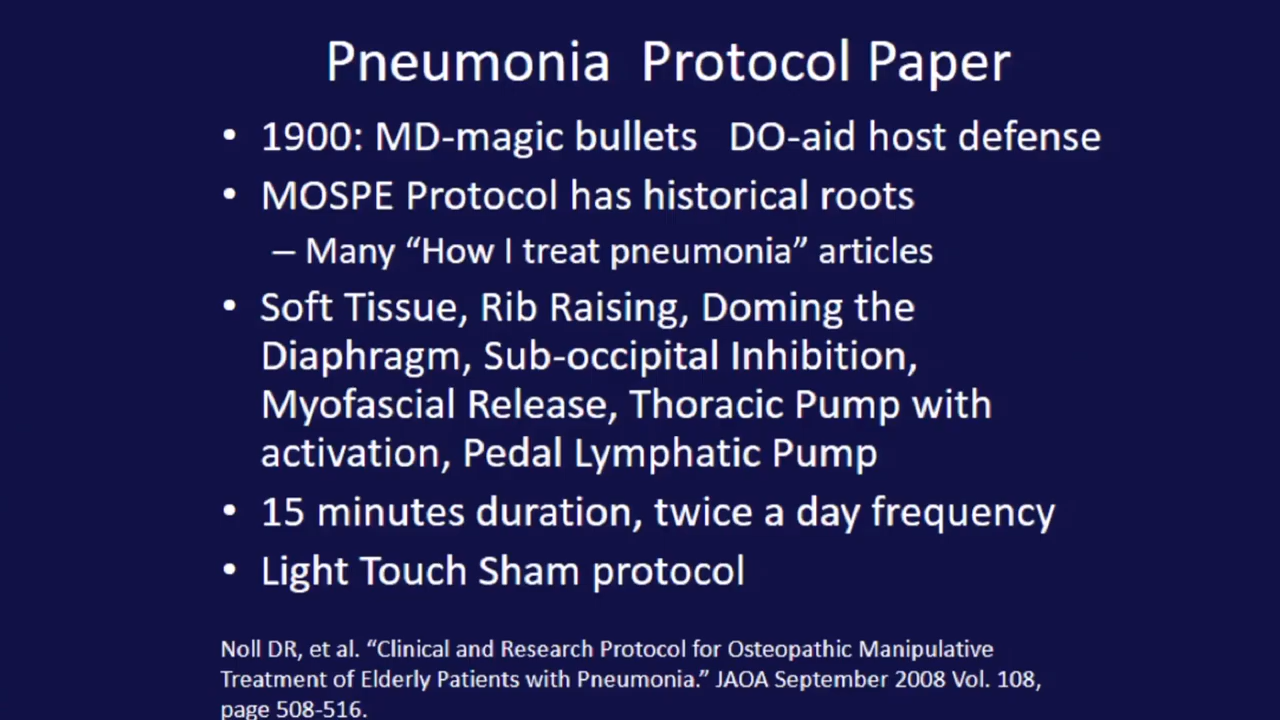 Pneumonia Protocol Paper
• 1900: MD-magic bullets DO-aid host defense
• MOSPE Protocol has historical roots
– Many “How I treat pneumonia” articles
• Soft Tissue, Rib Raising, Doming the
Diaphragm, Sub-occipital Inhibition,
Myofascial Release, Thoracic Pump with
activation, Pedal Lymphatic Pump
• 15 minutes duration, twice a day frequency
• Light Touch Sham protocol
Noll DR, et al. “Clinical and Research Protocol for Osteopathic Manipulative
Treatment of Elderly Patients with Pneumonia.” JAOA September 2008 Vol. 108,
page 508-516.